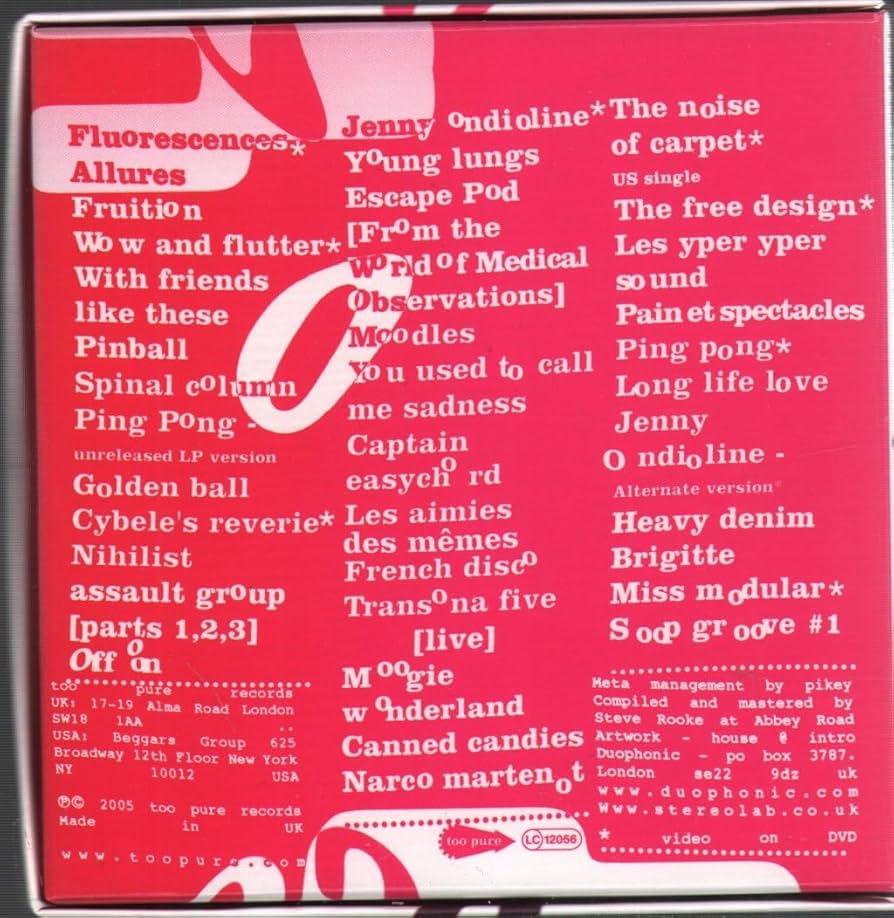 Fluorescences*
Allures
Fruition
Wow and flutter*
With friends
like these
Pinball
Spinal column
Ping Pong -
unreleased LP version
Golden ball
Cybele's reverie*
Nihilist
assault group
[parts 1,2,3]
Off on
too pure records
UK: 17-19 Alma Road London
SW18 1AA ..
USA: Beggars Group 625
Broadway 12th Floor New York
NY 10012 USA
℗© 2005 too pure records
Made in UK
www.toopure.com
Jenny ondioline*
Young lungs
Escape Pod
[From the
World of Medical
Observations]
Moodles
You used to call
me sadness
Captain
easychord
Les aimies
des mêmes
French disco
Transona five
[live]
Moogie
wonderland
Canned candies
Narco martenot
too pure
LC 12056
The noise
of carpet*
US single
The free design*
Les yper yper
sound
Pain et spectacles
Ping pong*
Long life love
Jenny
Ondioline -
Alternate version
Heavy denim
Brigitte
Miss modular*
Soop groove #1
Meta management by pikey
Compiled and mastered by
Steve Rooke at Abbey Road
Artwork - house @ intro
Duophonic - po box 3787.
London se22 9dz uk
www.duophonic.com
Www.stereolab.co.uk
* video on DVD